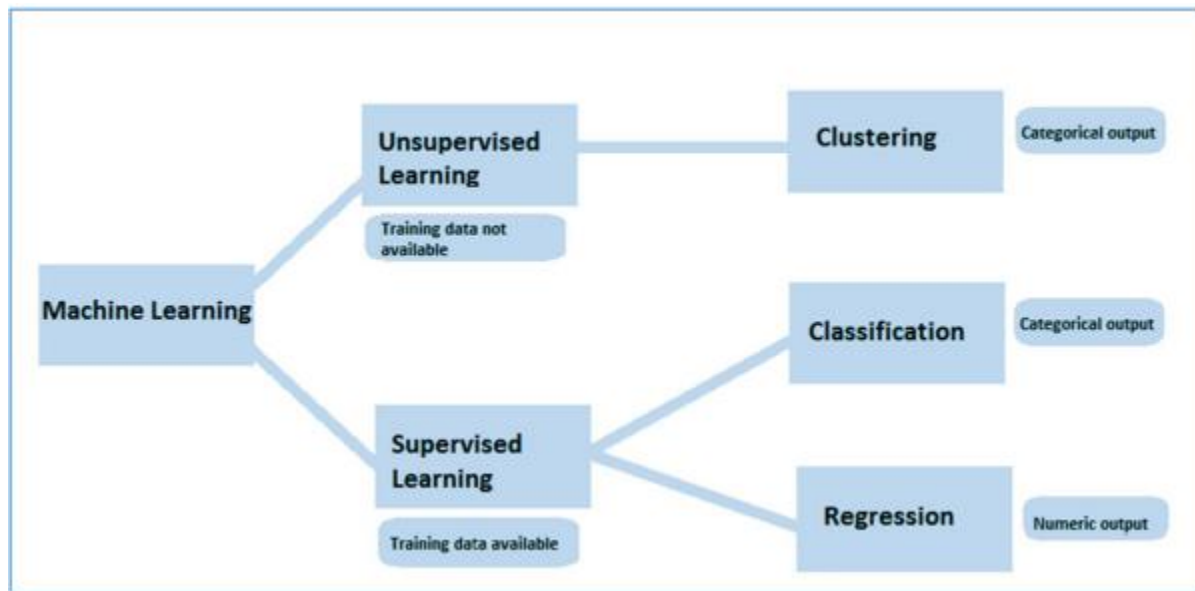 Unsupervised
Learning
Training data not
available
Clustering
Categorical output
Machine Learning
Classification
Categorical output
Supervised
Learning
Training data available
Regression
Numeric output